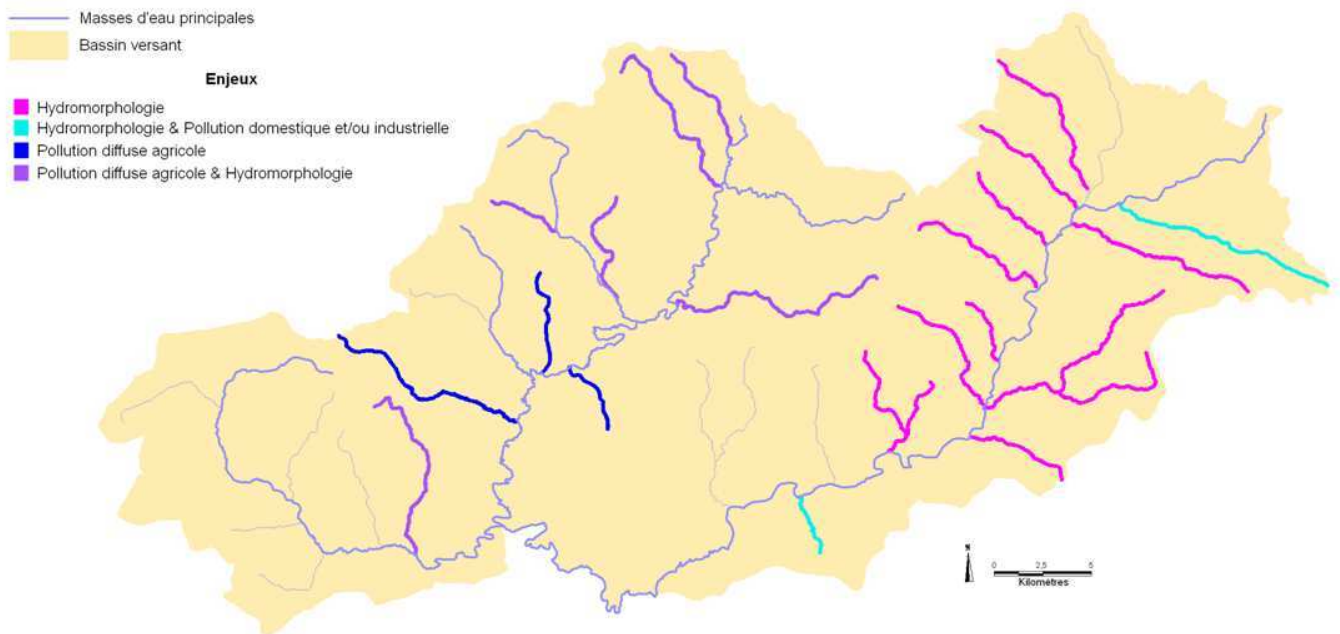 Masses d'eau principales
Bassin versant
Enjeux
Hydromorphologie
Hydromorphologie & Pollution domestique et/ou industrielle
Pollution diffuse agricole
Pollution diffuse agricole & Hydromorphologie
N
0 2,5 5
Kilomètres